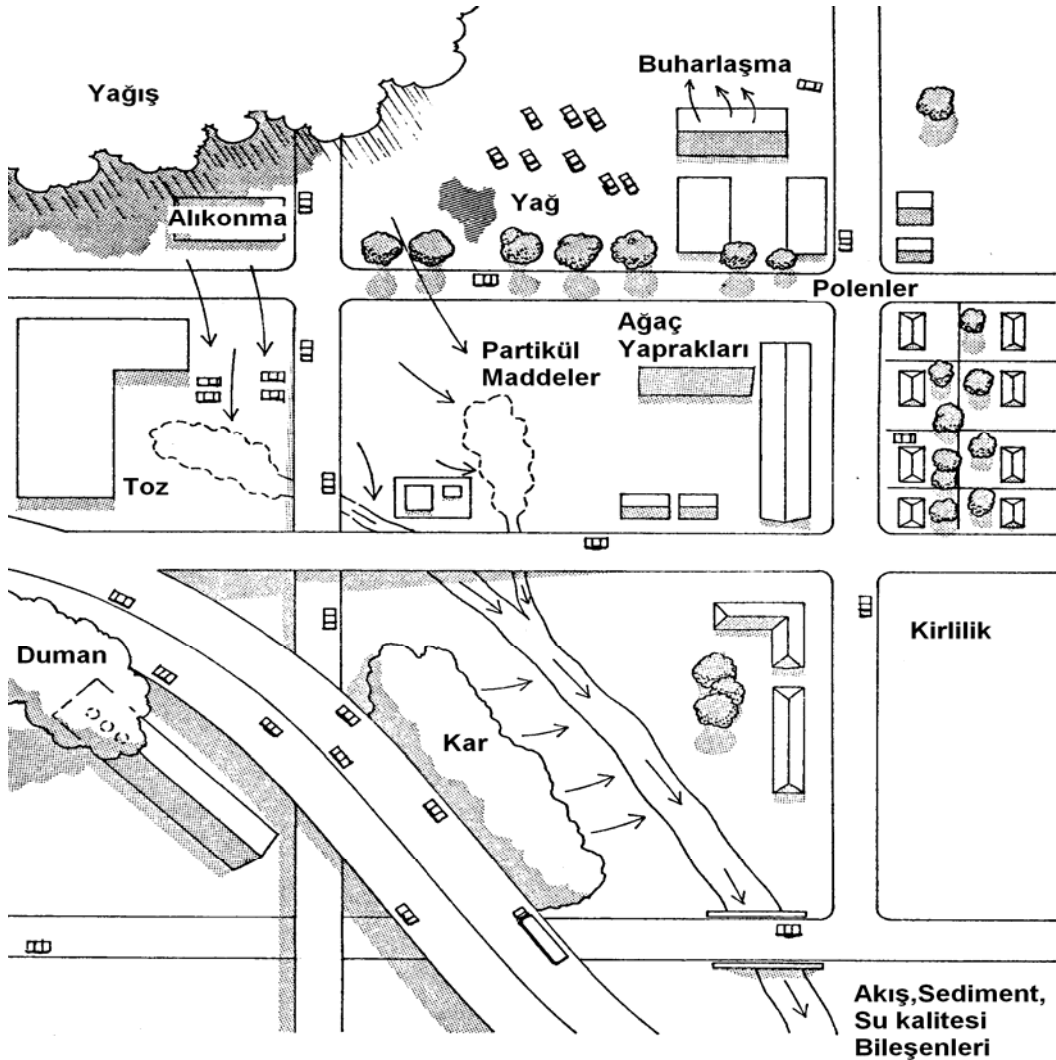 Buharlaşma
Yağış
Yağ
Alıkonma
Polenler
Ağaç
Yaprakları
Partikül
Maddeler
Toz
Kirlilik
Duman
Kar
Akış,Sediment,
Su kalitesi
Bileşenleri